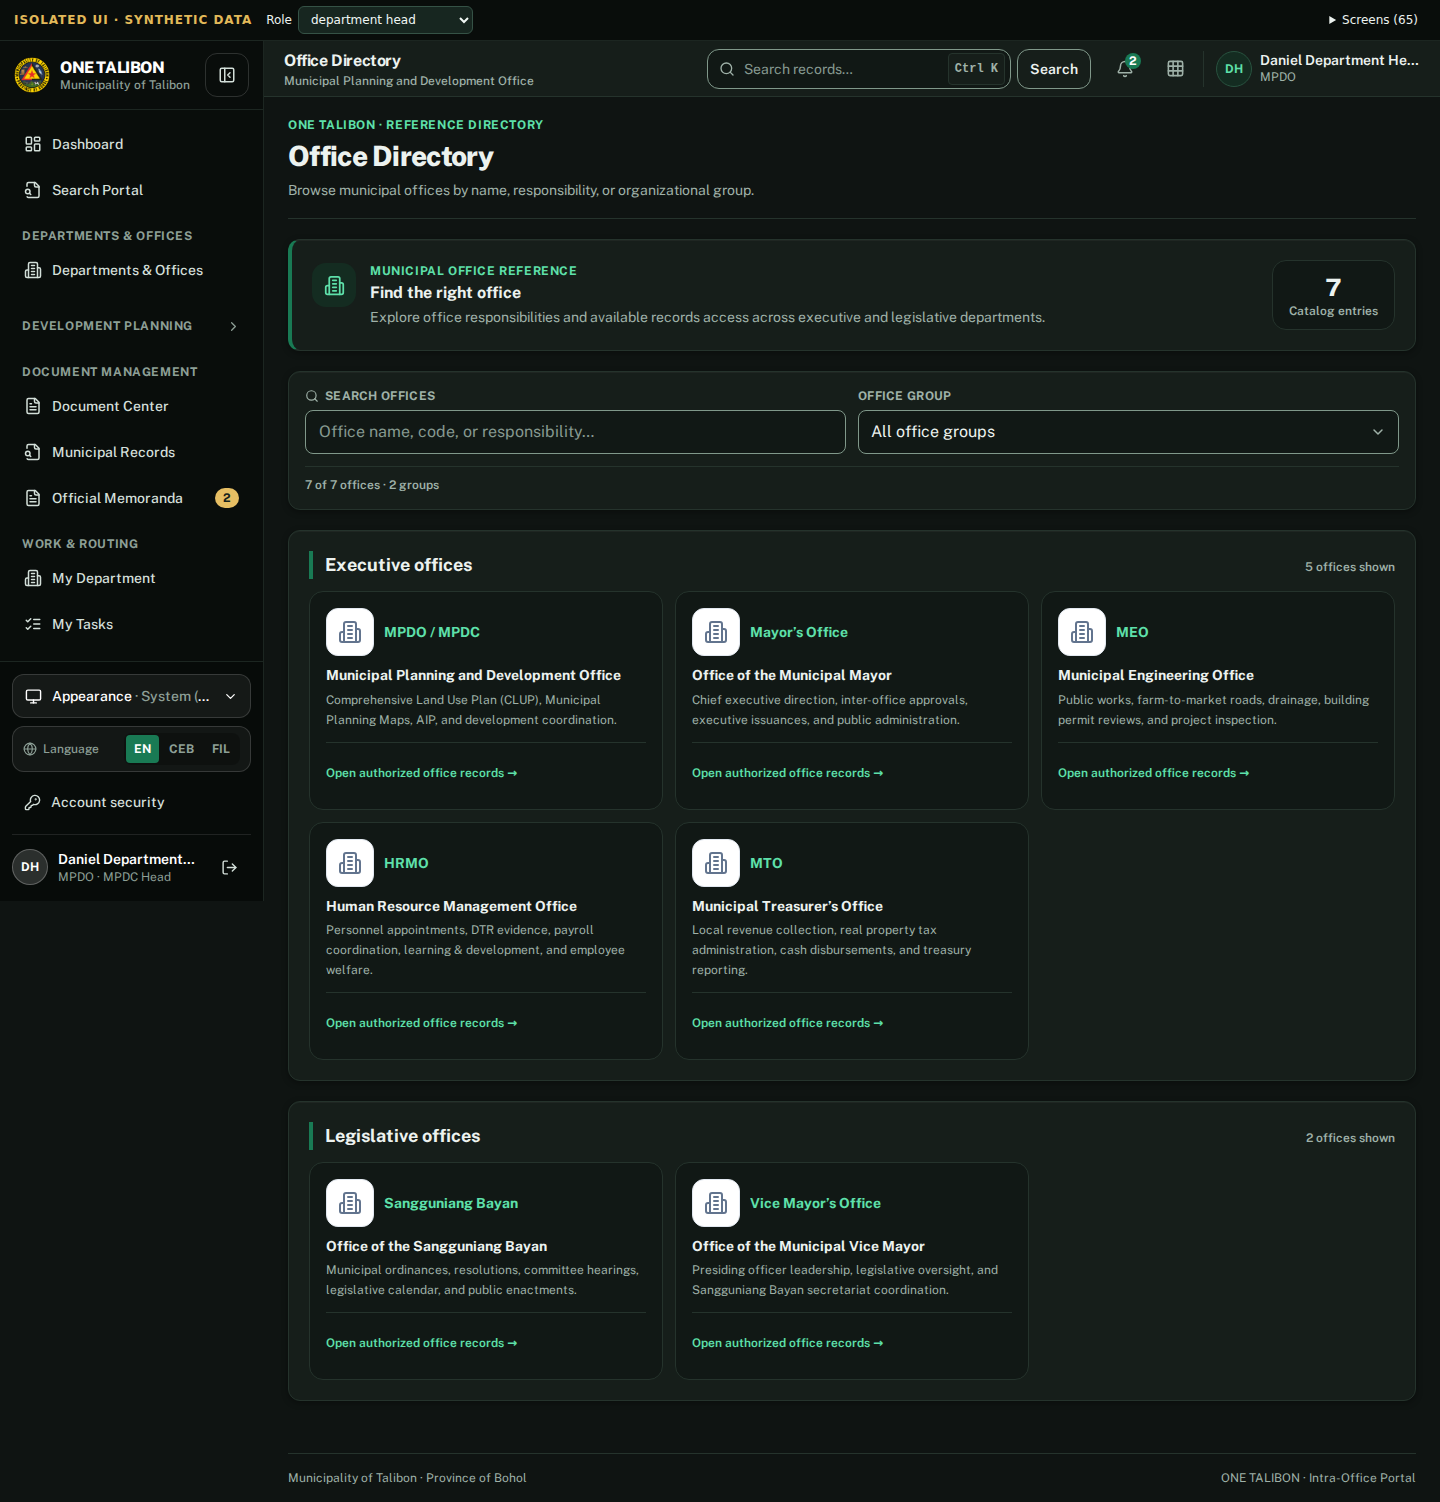 ISOLATED UI · SYNTHETIC DATA Role department head Screens (65)
ONE TALIBON
Municipality of Talibon
Office Directory
Municipal Planning and Development Office
Search records... Ctrl K Search 2 DH Daniel Department He...
MPDO
Dashboard
Search Portal
DEPARTMENTS & OFFICES
Departments & Offices
DEVELOPMENT PLANNING
DOCUMENT MANAGEMENT
Document Center
Municipal Records
Official Memoranda 2
WORK & ROUTING
My Department
My Tasks
Appearance · System (...
Language EN CEB FIL
Account security
DH Daniel Department...
MPDO · MPDC Head
ONE TALIBON · REFERENCE DIRECTORY
Office Directory
Browse municipal offices by name, responsibility, or organizational group.
MUNICIPAL OFFICE REFERENCE
Find the right office
Explore office responsibilities and available records access across executive and legislative departments.
7
Catalog entries
SEARCH OFFICES
Office name, code, or responsibility...
OFFICE GROUP
All office groups
7 of 7 offices · 2 groups
Executive offices
5 offices shown
MPDO / MPDC
Municipal Planning and Development Office
Comprehensive Land Use Plan (CLUP), Municipal
Planning Maps, AIP, and development coordination.
Open authorized office records →
Mayor's Office
Office of the Municipal Mayor
Chief executive direction, inter-office approvals,
executive issuances, and public administration.
Open authorized office records →
MEO
Municipal Engineering Office
Public works, farm-to-market roads, drainage, building
permit reviews, and project inspection.
Open authorized office records →
HRMO
Human Resource Management Office
Personnel appointments, DTR evidence, payroll
coordination, learning & development, and employee
welfare.
Open authorized office records →
MTO
Municipal Treasurer's Office
Local revenue collection, real property tax
administration, cash disbursements, and treasury
reporting.
Open authorized office records →
Legislative offices
2 offices shown
Sangguniang Bayan
Office of the Sangguniang Bayan
Municipal ordinances, resolutions, committee hearings,
legislative calendar, and public enactments.
Open authorized office records →
Vice Mayor's Office
Office of the Municipal Vice Mayor
Presiding officer leadership, legislative oversight, and
Sangguniang Bayan secretariat coordination.
Open authorized office records →
Municipality of Talibon · Province of Bohol
ONE TALIBON · Intra-Office Portal